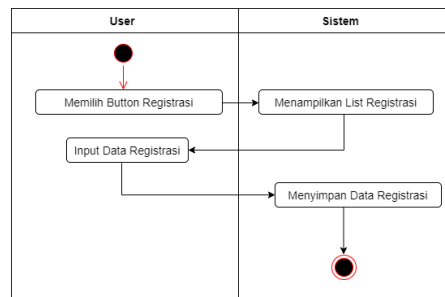 User
Sistem
Memilih Button Registrasi
Menampilkan List Registrasi
Input Data Registrasi
Menyimpan Data Registrasi